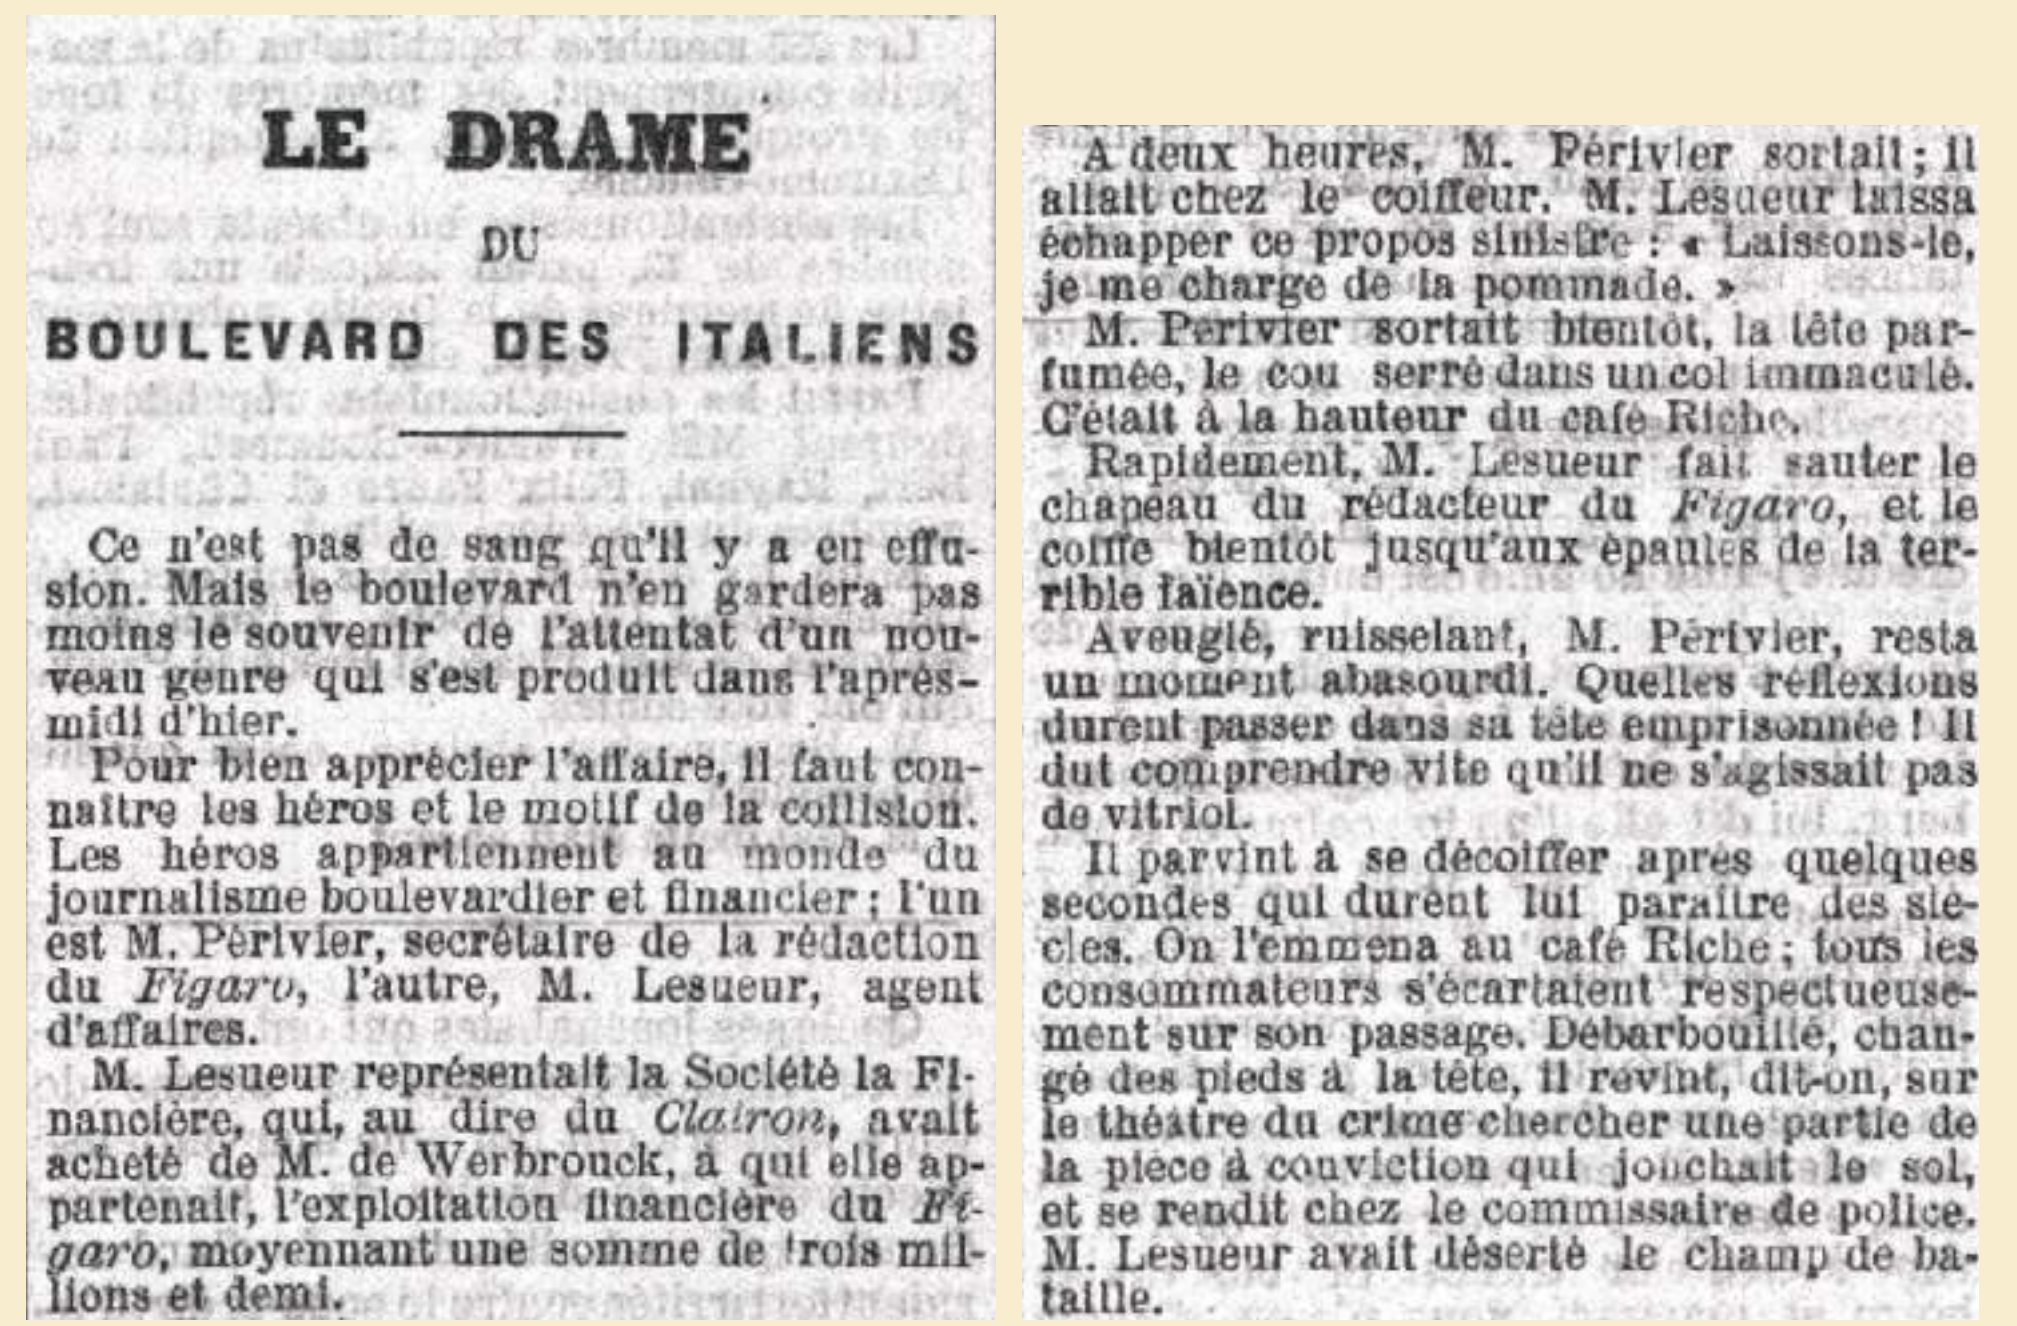 LE DRAME
DU
BOULEVARD DES ITALIENS
Ce n'est pas de sang qu'il y a eu effu-
sion. Mais le boulevard n'en gardera pas
moins le souvenir de l'attentat d'un nou-
veau genre qui s'est produit dans l'après-
midi d'hier.
Pour bien apprécier l'affaire, il faut con-
naître les héros et le motif de la collision.
Les héros appartiennent au monde du
journalisme boulevardier et financier ; l'un
est M. Périvier, secrétaire de la rédaction
du Figaro, l'autre, M. Lesueur, agent
d'affaires.
M. Lesueur représentait la Société la Fi-
nancière, qui, au dire du Clairon, avait
acheté de M. de Werbrouck, à qui elle ap-
partenait, l'exploitation financière du Fi-
garo, moyennant une somme de trois mil-
lions et demi.
A deux heures, M. Périvier sortait ; il
allait chez le coiffeur. M. Lesueur laissa
échapper ce propos sinistre : « Laissons-le,
je me charge de la pommade. »
M. Périvier sortait bientôt, la tête par-
fumée, le cou serré dans un col immaculé.
C'était à la hauteur du café Riche.
Rapidement, M. Lesueur fait sauter le
chapeau du rédacteur du Figaro, et le
coiffe bientôt jusqu'aux épaules de la ter-
rible faïence.
Aveuglé, ruisselant, M. Périvier, resta
un moment abasourdi. Quelles réflexions
durent passer dans sa tête emprisonnée ! Il
dut comprendre vite qu'il ne s'agissait pas
de vitriol.
Il parvint à se décoiffer après quelques
secondes qui durent lui paraître des siè-
cles. On l'emmena au café Riche ; tous les
consommateurs s'écartaient respectueuse-
ment sur son passage. Débarbouillé, chan-
gé des pieds à la tête, il revint, dit-on, sur
le théâtre du crime chercher une partie de
la pièce à conviction qui jonchait le sol,
et se rendit chez le commissaire de police.
M. Lesueur avait déserté le champ de ba-
taille.